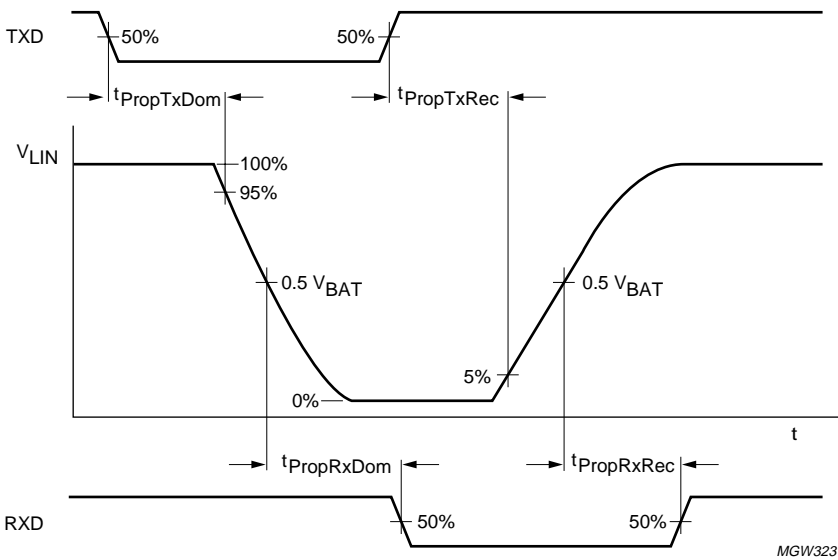 TXD
50%
50%
tPropTxDom
tPropTxRec
VLIN
100%
95%
0.5 VBAT
0.5 VBAT
5%
0%
t
tPropRxDom
tPropRxRec
RXD
50%
50%
MGW323